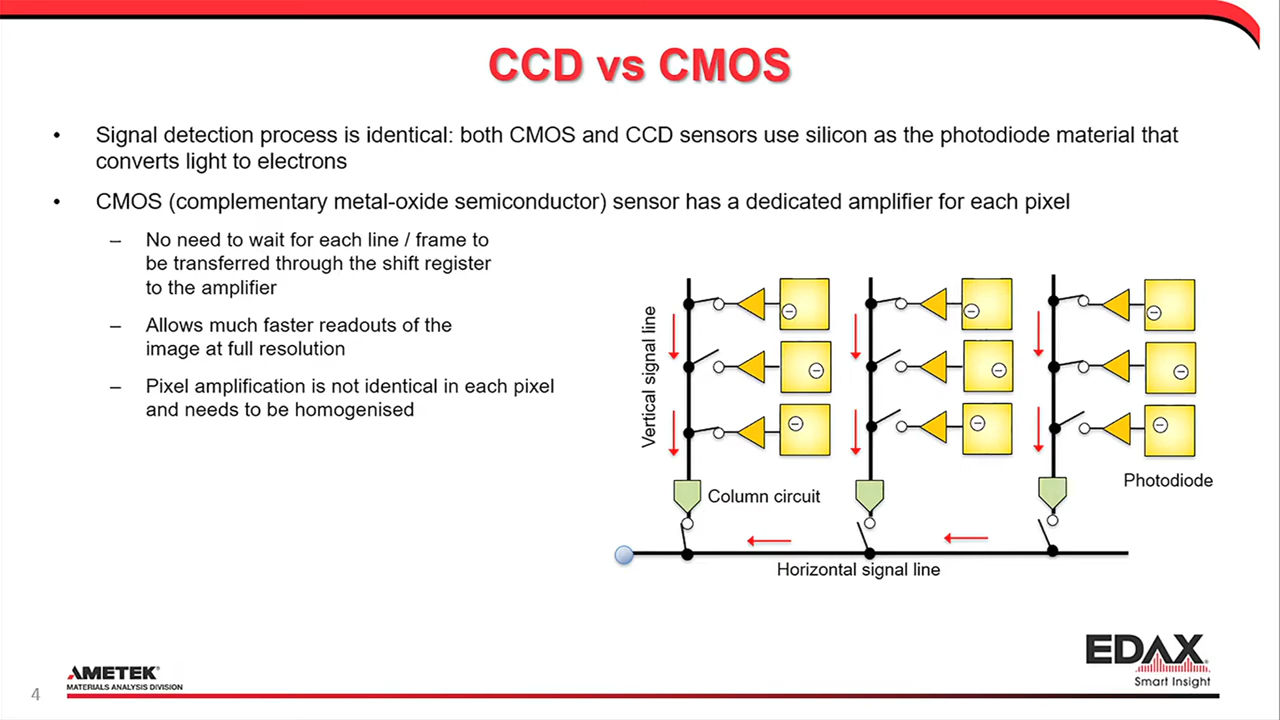 CCD vs CMOS
• Signal detection process is identical: both CMOS and CCD sensors use silicon as the photodiode material that
converts light to electrons
• CMOS (complementary metal-oxide semiconductor) sensor has a dedicated amplifier for each pixel
– No need to wait for each line / frame to
be transferred through the shift register
to the amplifier
– Allows much faster readouts of the
image at full resolution
– Pixel amplification is not identical in each pixel
and needs to be homogenised
Vertical signal line
Column circuit
Photodiode
Horizontal signal line
4
AMETEK®
MATERIALS ANALYSIS DIVISION
EDAX®
Smart Insight